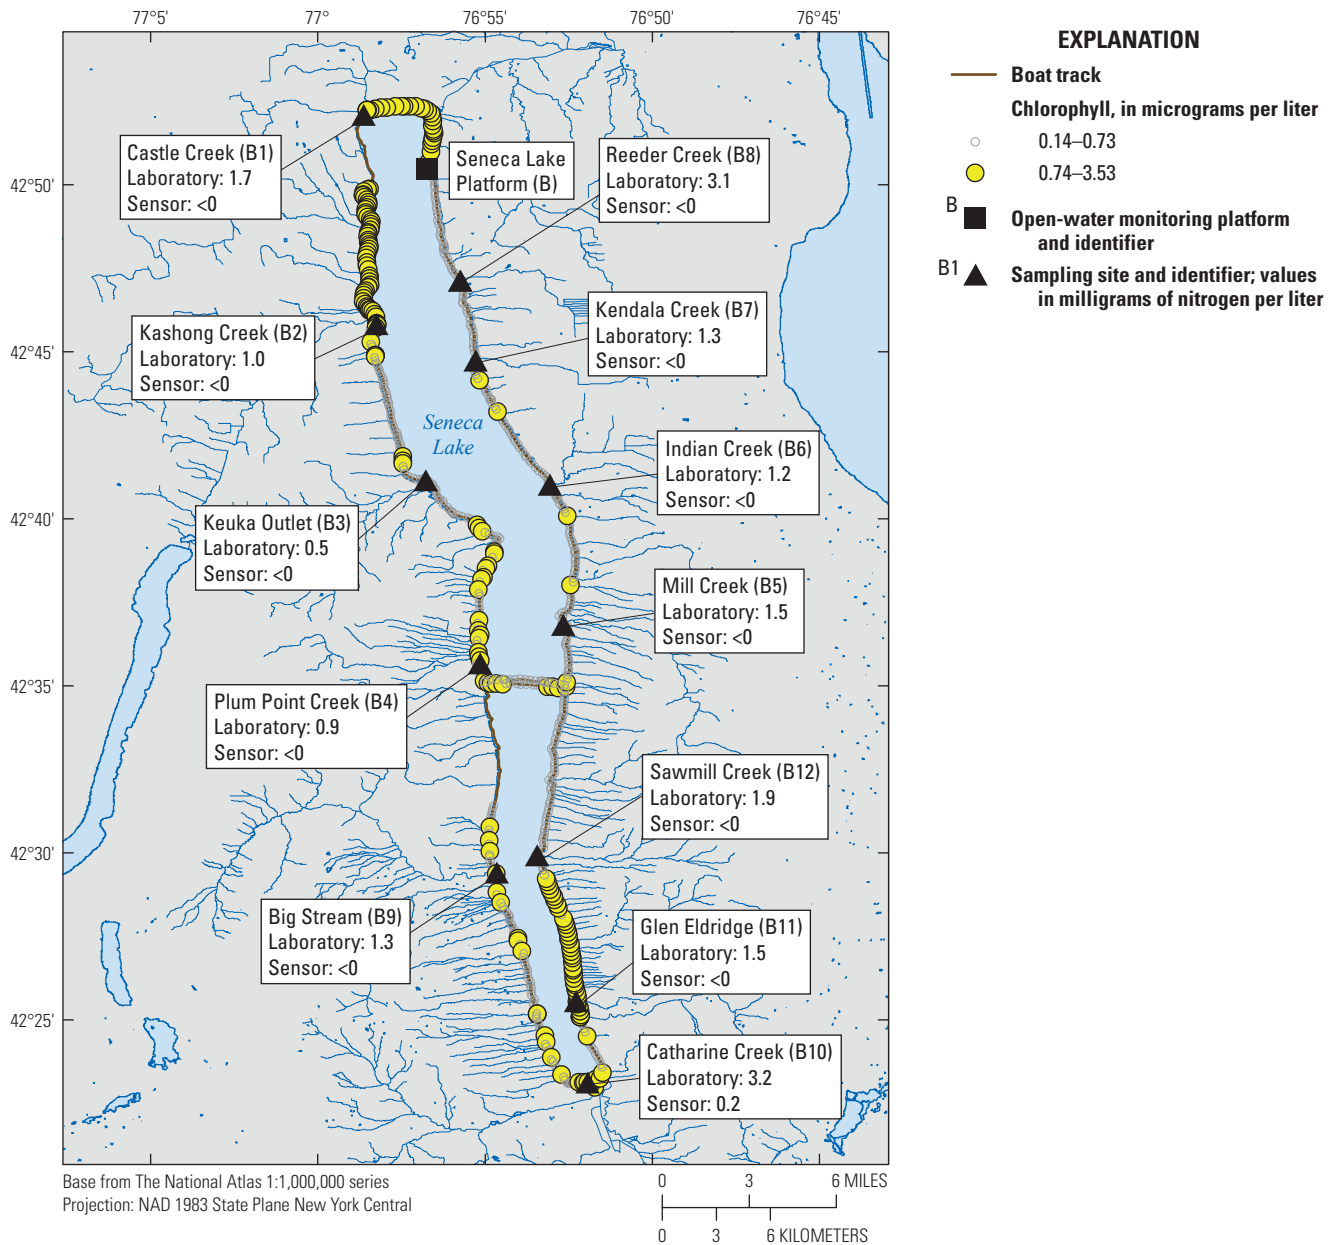 77°5'
77°
76°55'
76°50'
76°45'
42°50'
42°45'
42°40'
42°35'
42°30'
42°25'
Castle Creek (B1)
Laboratory: 1.7
Sensor: <0
Seneca Lake
Platform (B)
Reeder Creek (B8)
Laboratory: 3.1
Sensor: <0
Kashong Creek (B2)
Laboratory: 1.0
Sensor: <0
Kendala Creek (B7)
Laboratory: 1.3
Sensor: <0
Seneca
Lake
Indian Creek (B6)
Laboratory: 1.2
Sensor: <0
Keuka Outlet (B3)
Laboratory: 0.5
Sensor: <0
Mill Creek (B5)
Laboratory: 1.5
Sensor: <0
Plum Point Creek (B4)
Laboratory: 0.9
Sensor: <0
Sawmill Creek (B12)
Laboratory: 1.9
Sensor: <0
Big Stream (B9)
Laboratory: 1.3
Sensor: <0
Glen Eldridge (B11)
Laboratory: 1.5
Sensor: <0
Catharine Creek (B10)
Laboratory: 3.2
Sensor: 0.2
Base from The National Atlas 1:1,000,000 series
Projection: NAD 1983 State Plane New York Central
0 3 6 MILES
0 3 6 KILOMETERS
EXPLANATION
Boat track
Chlorophyll, in micrograms per liter
0.14–0.73
0.74–3.53
B Open-water monitoring platform
and identifier
B1 Sampling site and identifier; values
in milligrams of nitrogen per liter